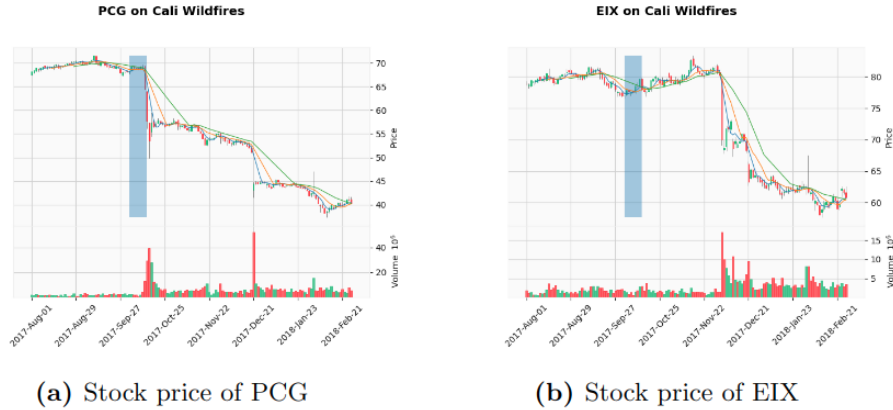 PCG on Cali Wildfires
70
65
60
55
50
45
40
Price
40
20
Volume 10^6
2017-Aug-01
2017-Aug-29
2017-Sep-27
2017-Oct-25
2017-Nov-22
2017-Dec-21
2018-Jan-23
2018-Feb-21
(a) Stock price of PCG
EIX on Cali Wildfires
80
75
70
65
60
Price
15
10
5
Volume 10^6
2017-Aug-01
2017-Aug-29
2017-Sep-27
2017-Oct-25
2017-Nov-22
2017-Dec-21
2018-Jan-23
2018-Feb-21
(b) Stock price of EIX